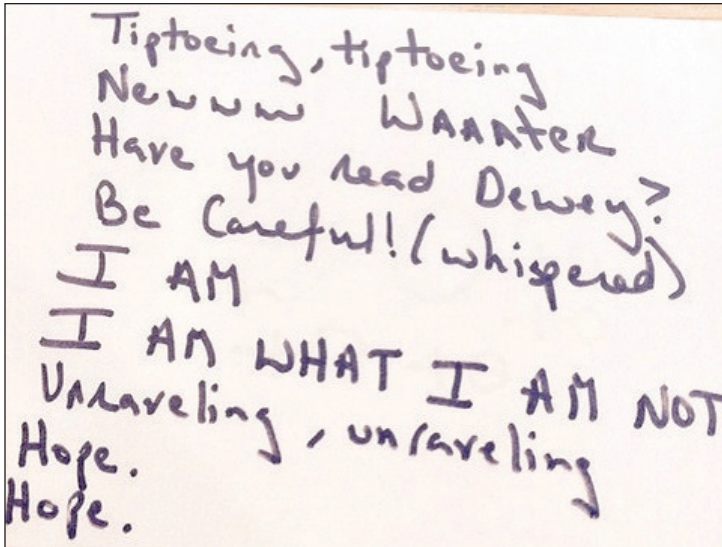 Tiptoeing, tiptoeing
Newww WAAATER
Have you read Dewey?
Be Careful! (whispered)
I AM
I AM WHAT I AM NOT
Unraveling, unraveling
Hope.
Hope.